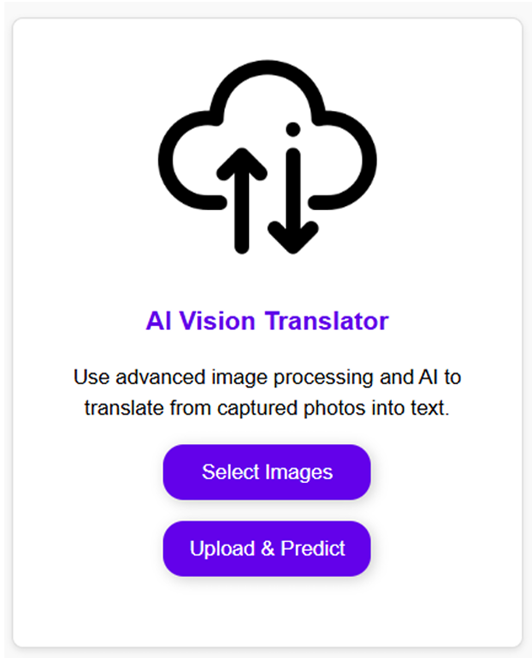 AI Vision Translator
Use advanced image processing and AI to
translate from captured photos into text.
Select Images
Upload & Predict